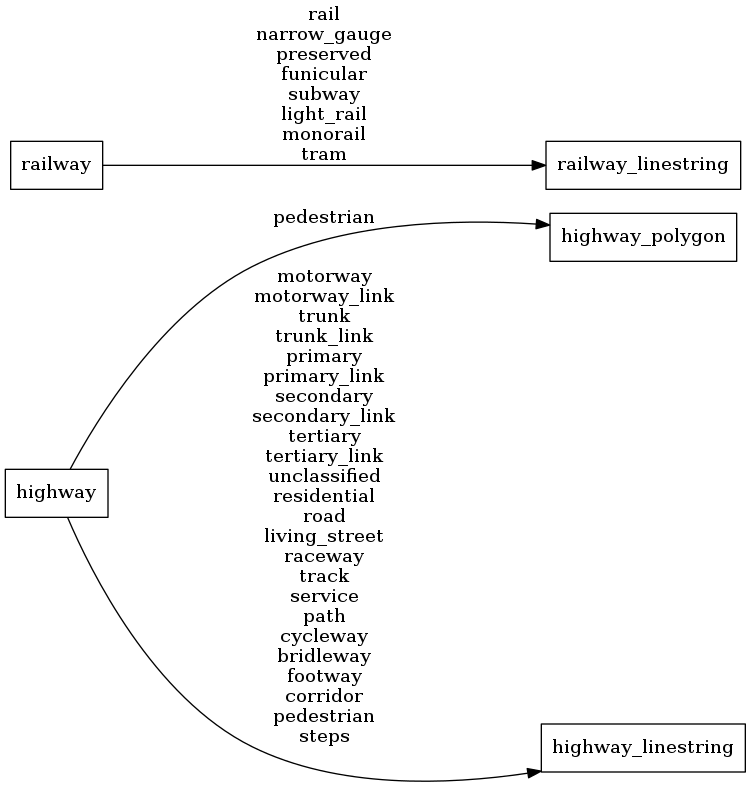 rail
narrow_gauge
preserved
funicular
subway
light_rail
monorail
tram
railway
railway_linestring
pedestrian
highway_polygon
motorway
motorway_link
trunk
trunk_link
primary
primary_link
secondary
secondary_link
tertiary
tertiary_link
unclassified
residential
road
living_street
raceway
track
service
path
cycleway
bridleway
footway
corridor
pedestrian
steps
highway
highway_linestring